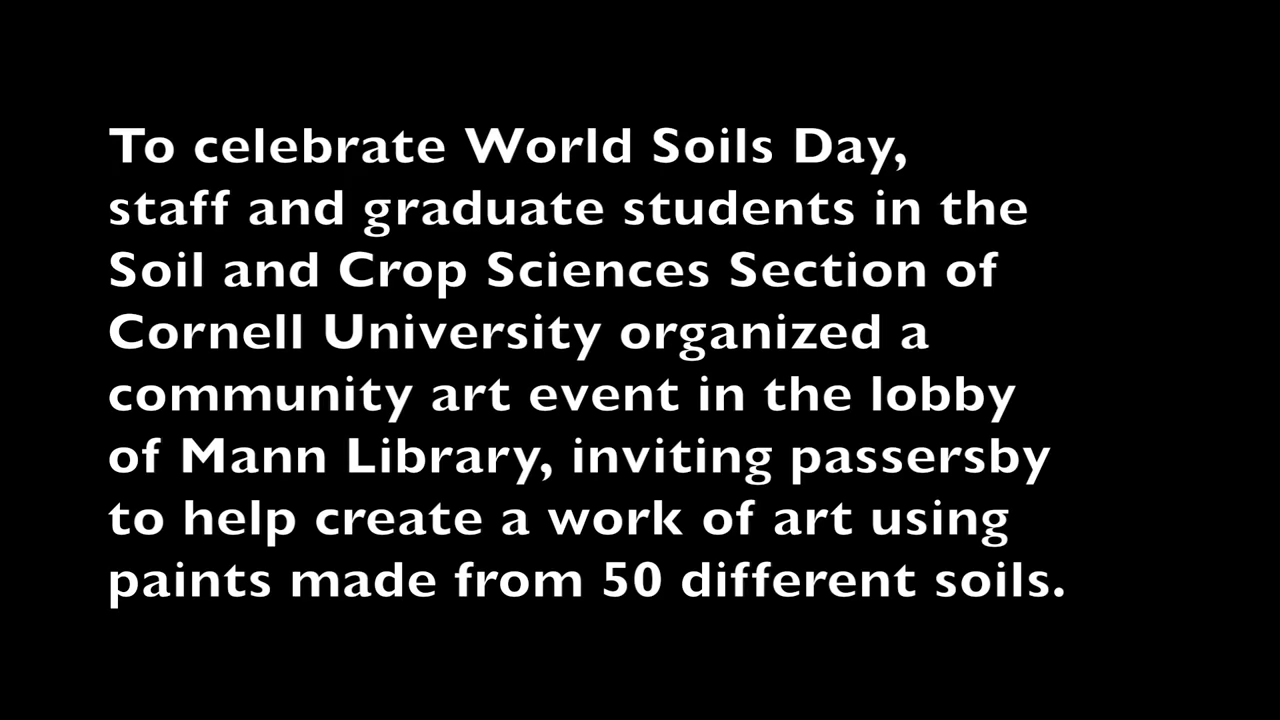 To celebrate World Soils Day,
staff and graduate students in the
Soil and Crop Sciences Section of
Cornell University organized a
community art event in the lobby
of Mann Library, inviting passersby
to help create a work of art using
paints made from 50 different soils.